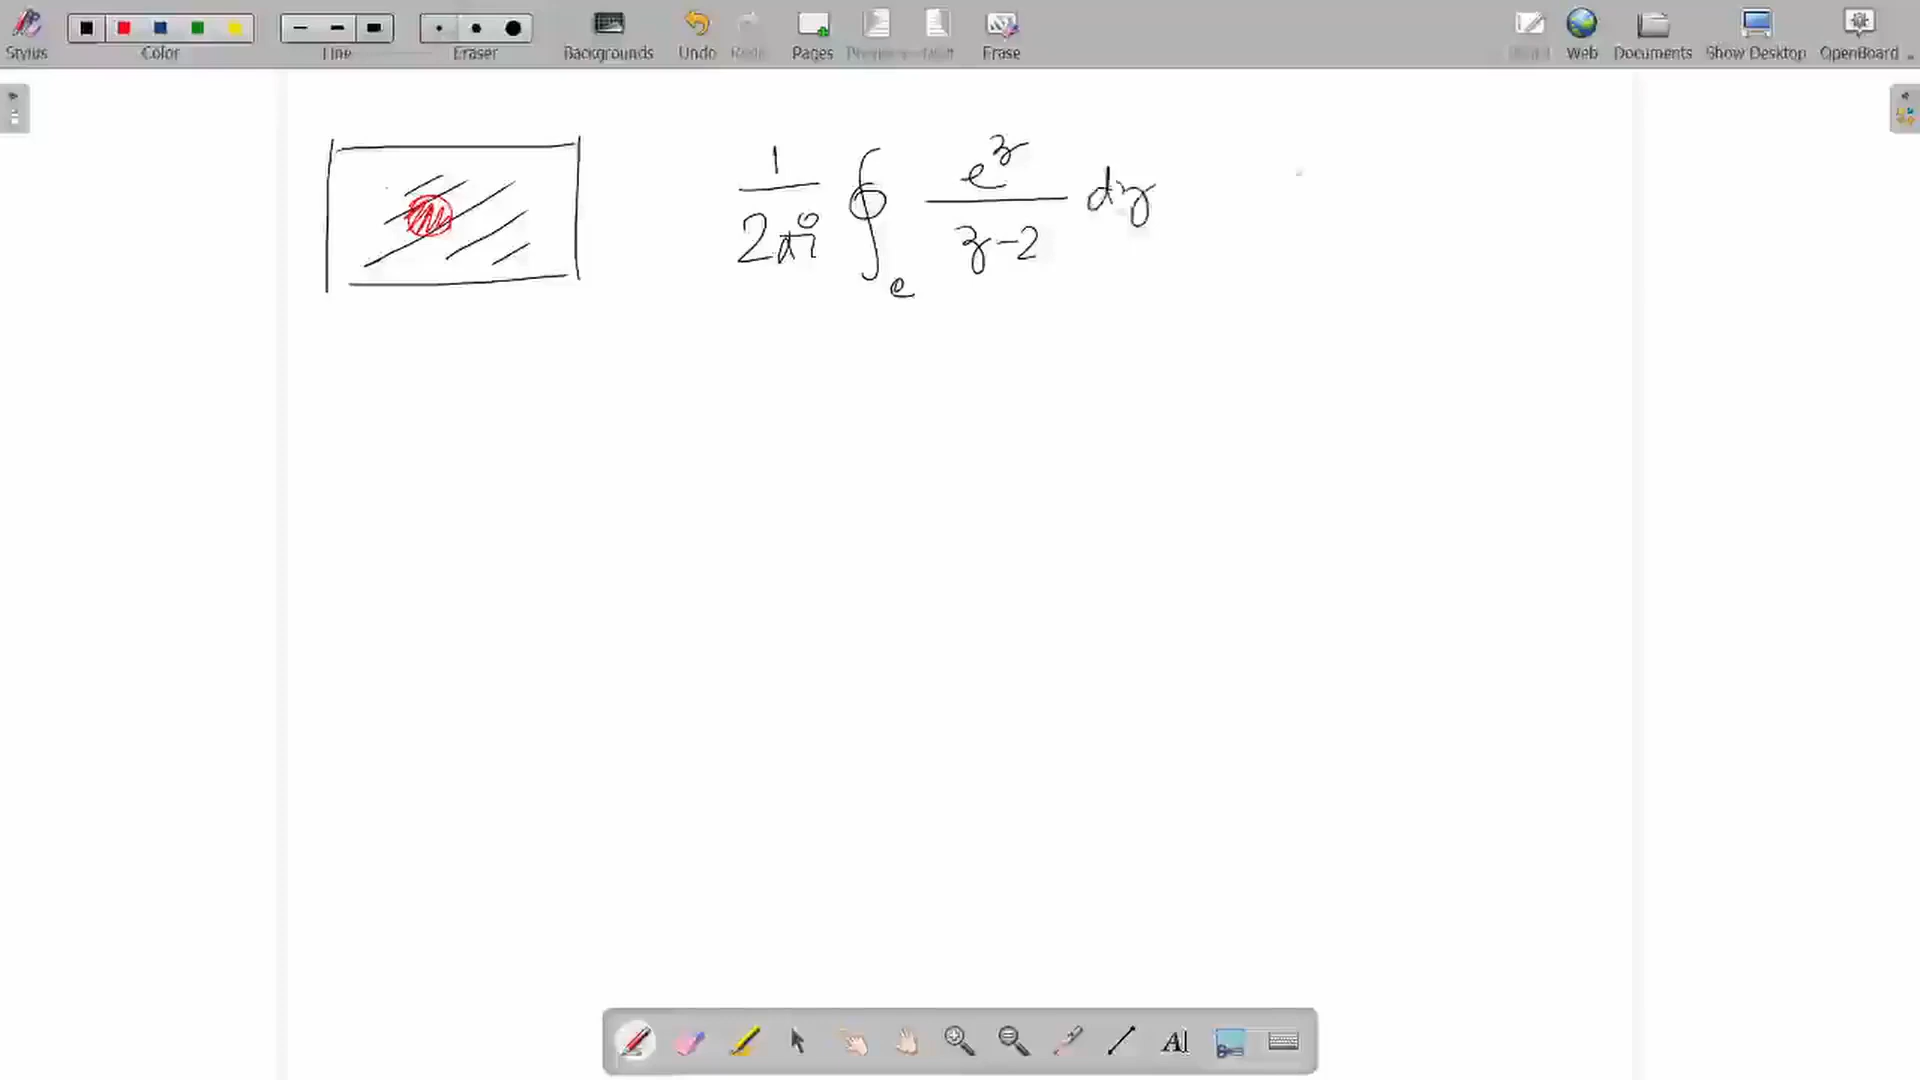 Stylus Color Line Eraser Backgrounds Undo Redo Pages Erase Web Documents Show Desktop OpenBoard
1/(2πi) ∮_c e^z/(z-2) dz
AI